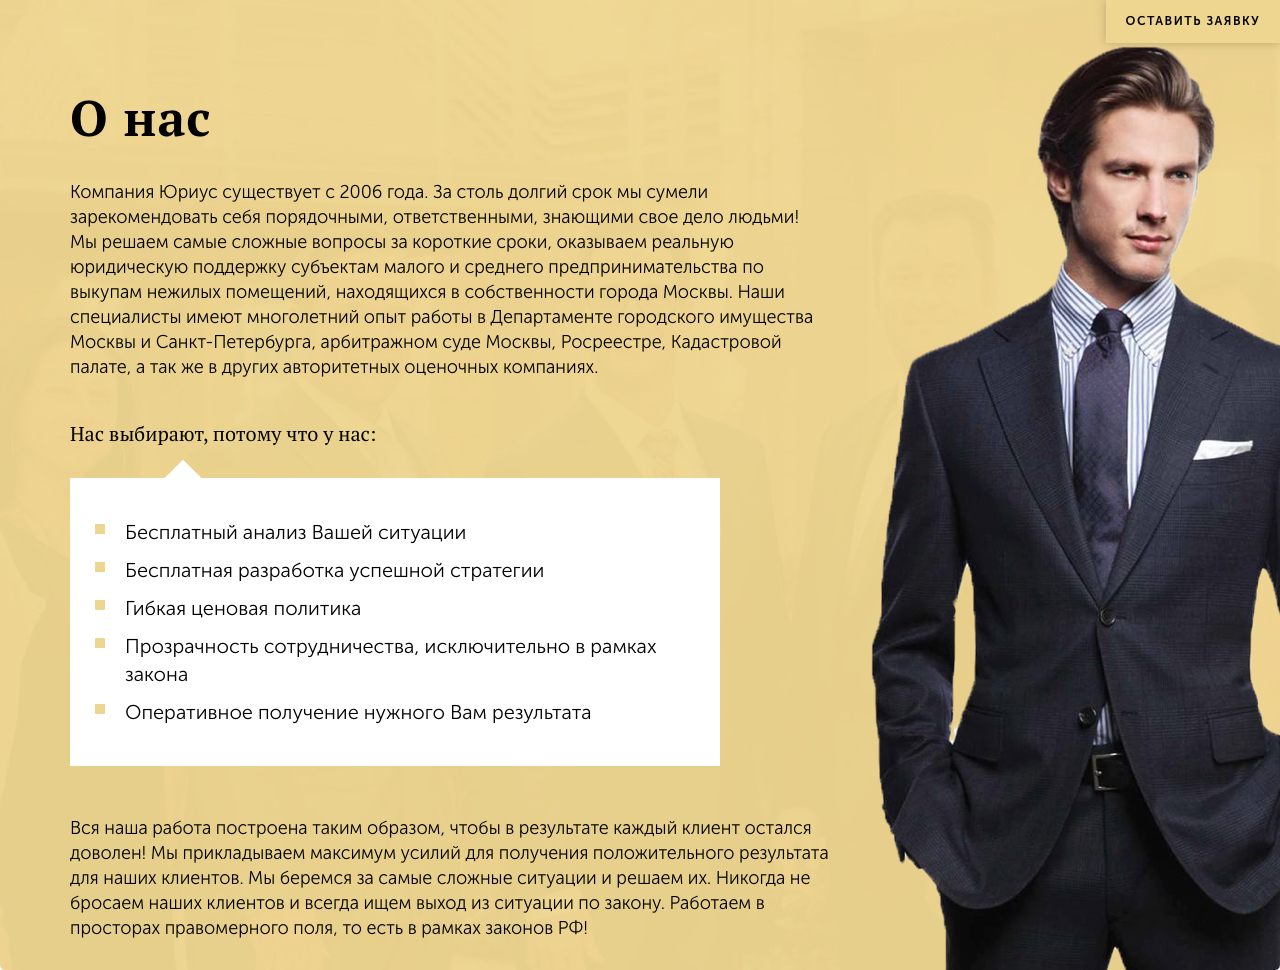 ОСТАВИТЬ ЗАЯВКУ
О нас
Компания Юриус существует с 2006 года. За столь долгий срок мы сумели
зарекомендовать себя порядочными, ответственными, знающими свое дело людьми!
Мы решаем самые сложные вопросы за короткие сроки, оказываем реальную
юридическую поддержку субъектам малого и среднего предпринимательства по
выкупам нежилых помещений, находящихся в собственности города Москвы. Наши
специалисты имеют многолетний опыт работы в Департаменте городского имущества
Москвы и Санкт-Петербурга, арбитражном суде Москвы, Росреестре, Кадастровой
палате, а так же в других авторитетных оценочных компаниях.
Нас выбирают, потому что у нас:
Бесплатный анализ Вашей ситуации
Бесплатная разработка успешной стратегии
Гибкая ценовая политика
Прозрачность сотрудничества, исключительно в рамках
закона
Оперативное получение нужного Вам результата
Вся наша работа построена таким образом, чтобы в результате каждый клиент остался
доволен! Мы прикладываем максимум усилий для получения положительного результата
для наших клиентов. Мы беремся за самые сложные ситуации и решаем их. Никогда не
бросаем наших клиентов и всегда ищем выход из ситуации по закону. Работаем в
просторах правомерного поля, то есть в рамках законов РФ!